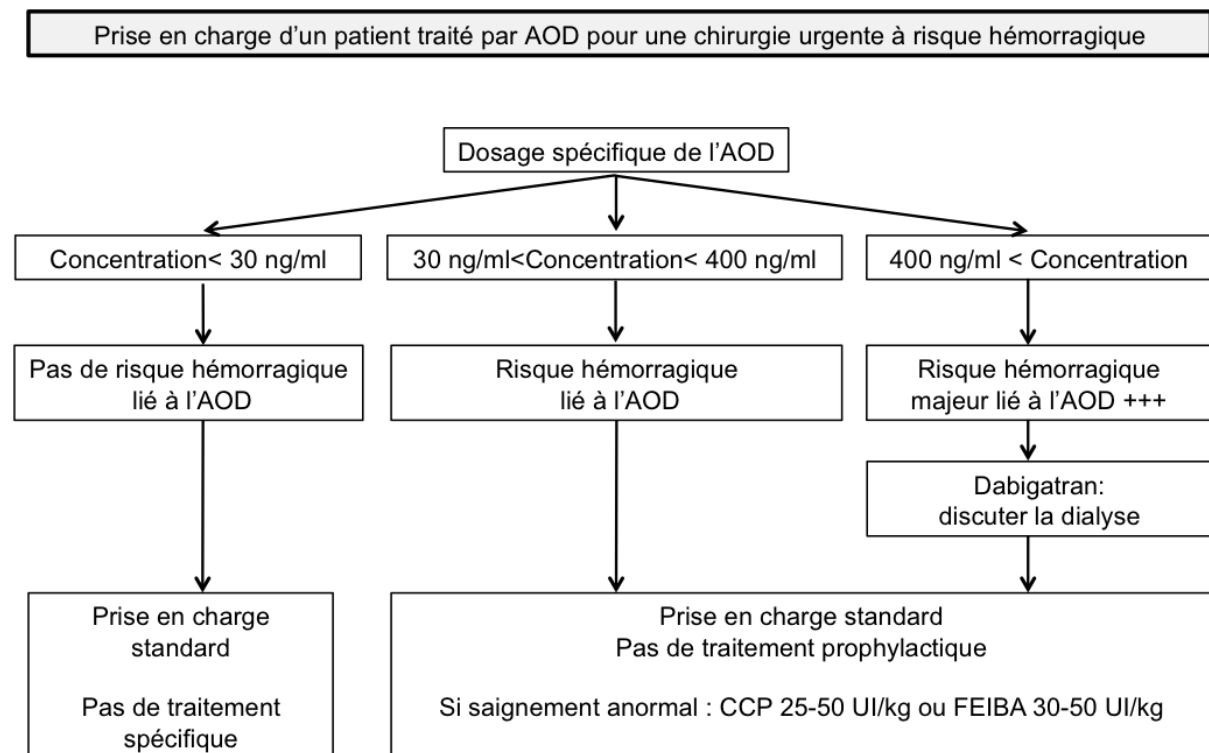 Prise en charge d'un patient traité par AOD pour une chirurgie urgente à risque hémorragique
Dosage spécifique de l'AOD
Concentration< 30 ng/ml
30 ng/ml<Concentration< 400 ng/ml
400 ng/ml < Concentration
Pas de risque hémorragique
lié à l'AOD
Risque hémorragique
lié à l'AOD
Risque hémorragique
majeur lié à l'AOD +++
Dabigatran:
discuter la dialyse
Prise en charge
standard
Pas de traitement
spécifique
Prise en charge standard
Pas de traitement prophylactique
Si saignement anormal : CCP 25-50 UI/kg ou FEIBA 30-50 UI/kg